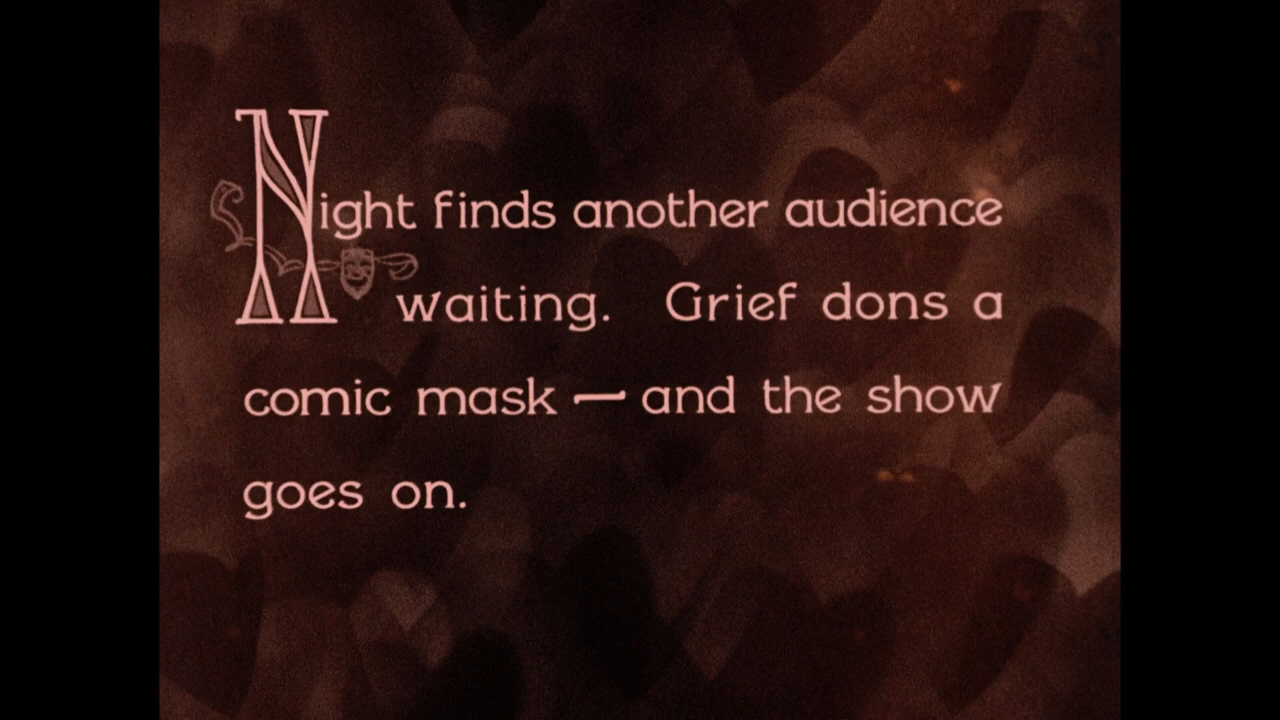 Night finds another audience
waiting. Grief dons a
comic mask — and the show
goes on.